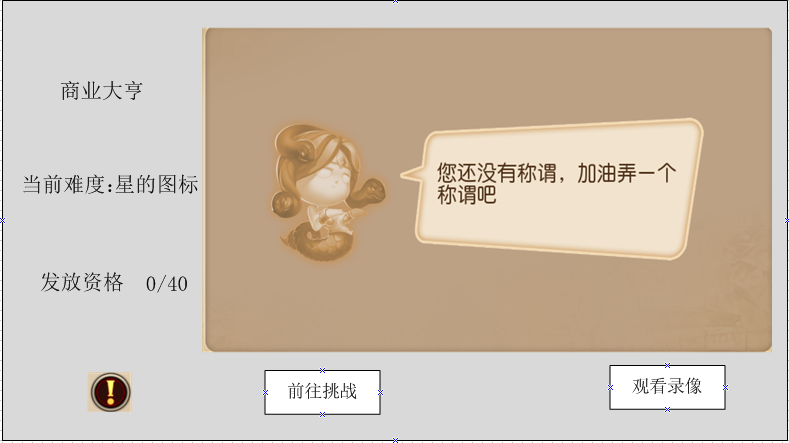 商业大亨
当前难度:星的图标
发放资格 0/40
您还没有称谓，加油弄一个
称谓吧
前往挑战
观看录像